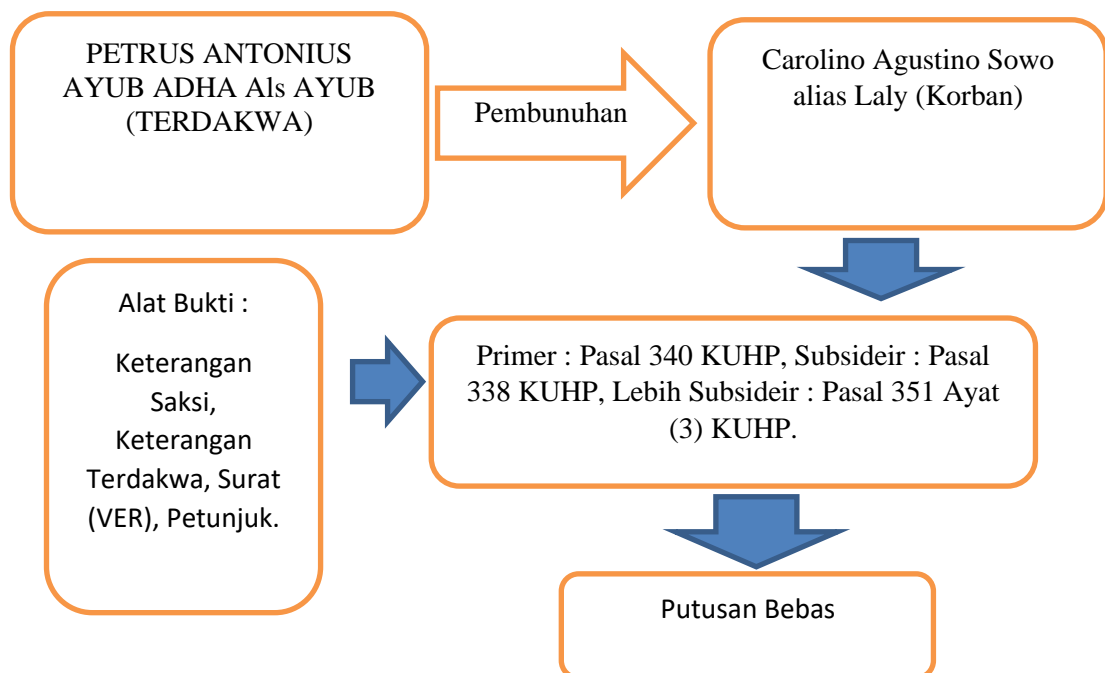 PETRUS ANTONIUS
AYUB ADHA Als AYUB
(TERDAKWA)
Pembunuhan
Carolino Agustino Sowo
alias Laly (Korban)
Alat Bukti :
Keterangan
Saksi,
Keterangan
Terdakwa, Surat
(VER), Petunjuk.
Primer : Pasal 340 KUHP, Subsideir : Pasal
338 KUHP, Lebih Subsideir : Pasal 351 Ayat
(3) KUHP.
Putusan Bebas